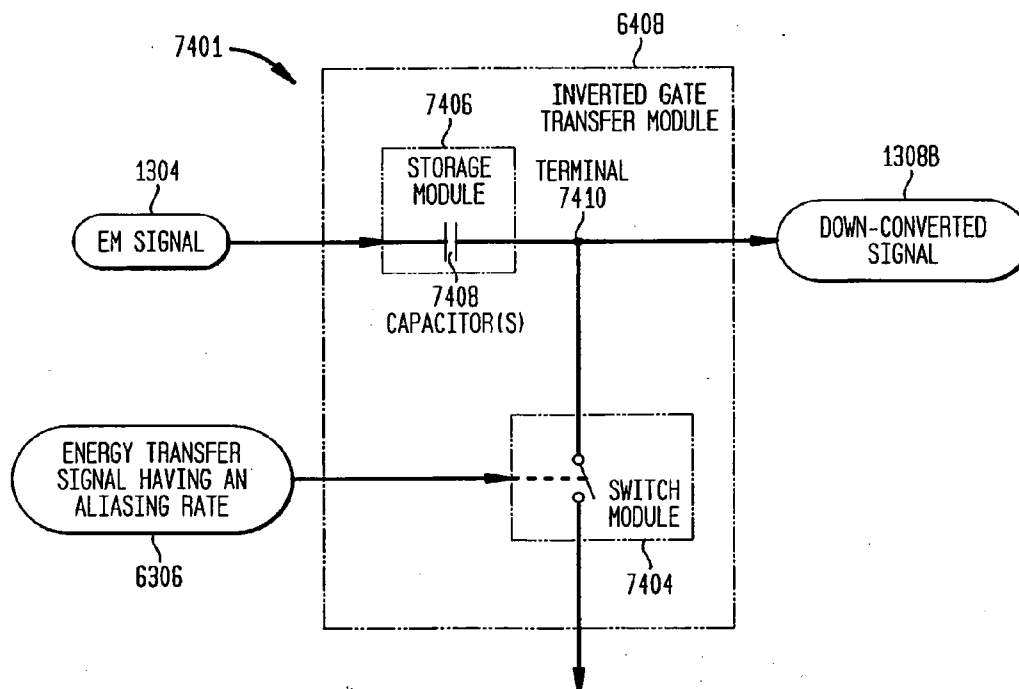 7401
6408
INVERTED GATE
TRANSFER MODULE
7406
STORAGE
MODULE
TERMINAL
7410
1304
EM SIGNAL
1308B
DOWN-CONVERTED
SIGNAL
7408
CAPACITOR(S)
ENERGY TRANSFER
SIGNAL HAVING AN
ALIASING RATE
6306
SWITCH
MODULE
7404